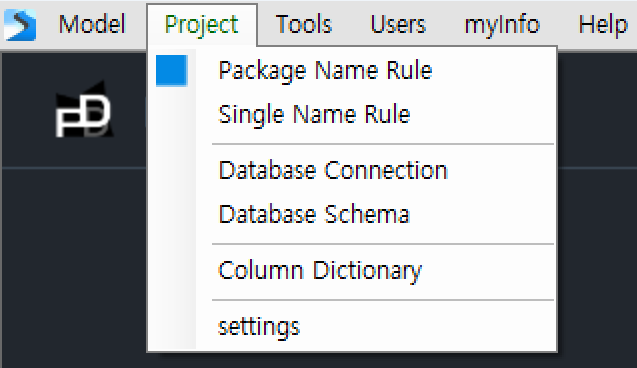 Model Project Tools Users myInfo Help
Package Name Rule
Single Name Rule
Database Connection
Database Schema
Column Dictionary
settings